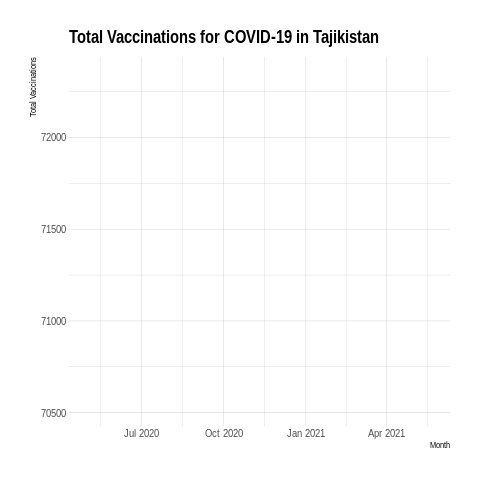 Total Vaccinations for COVID-19 in Tajikistan
Total Vaccinations
72000
71500
71000
70500
Jul 2020 Oct 2020 Jan 2021 Apr 2021
Month